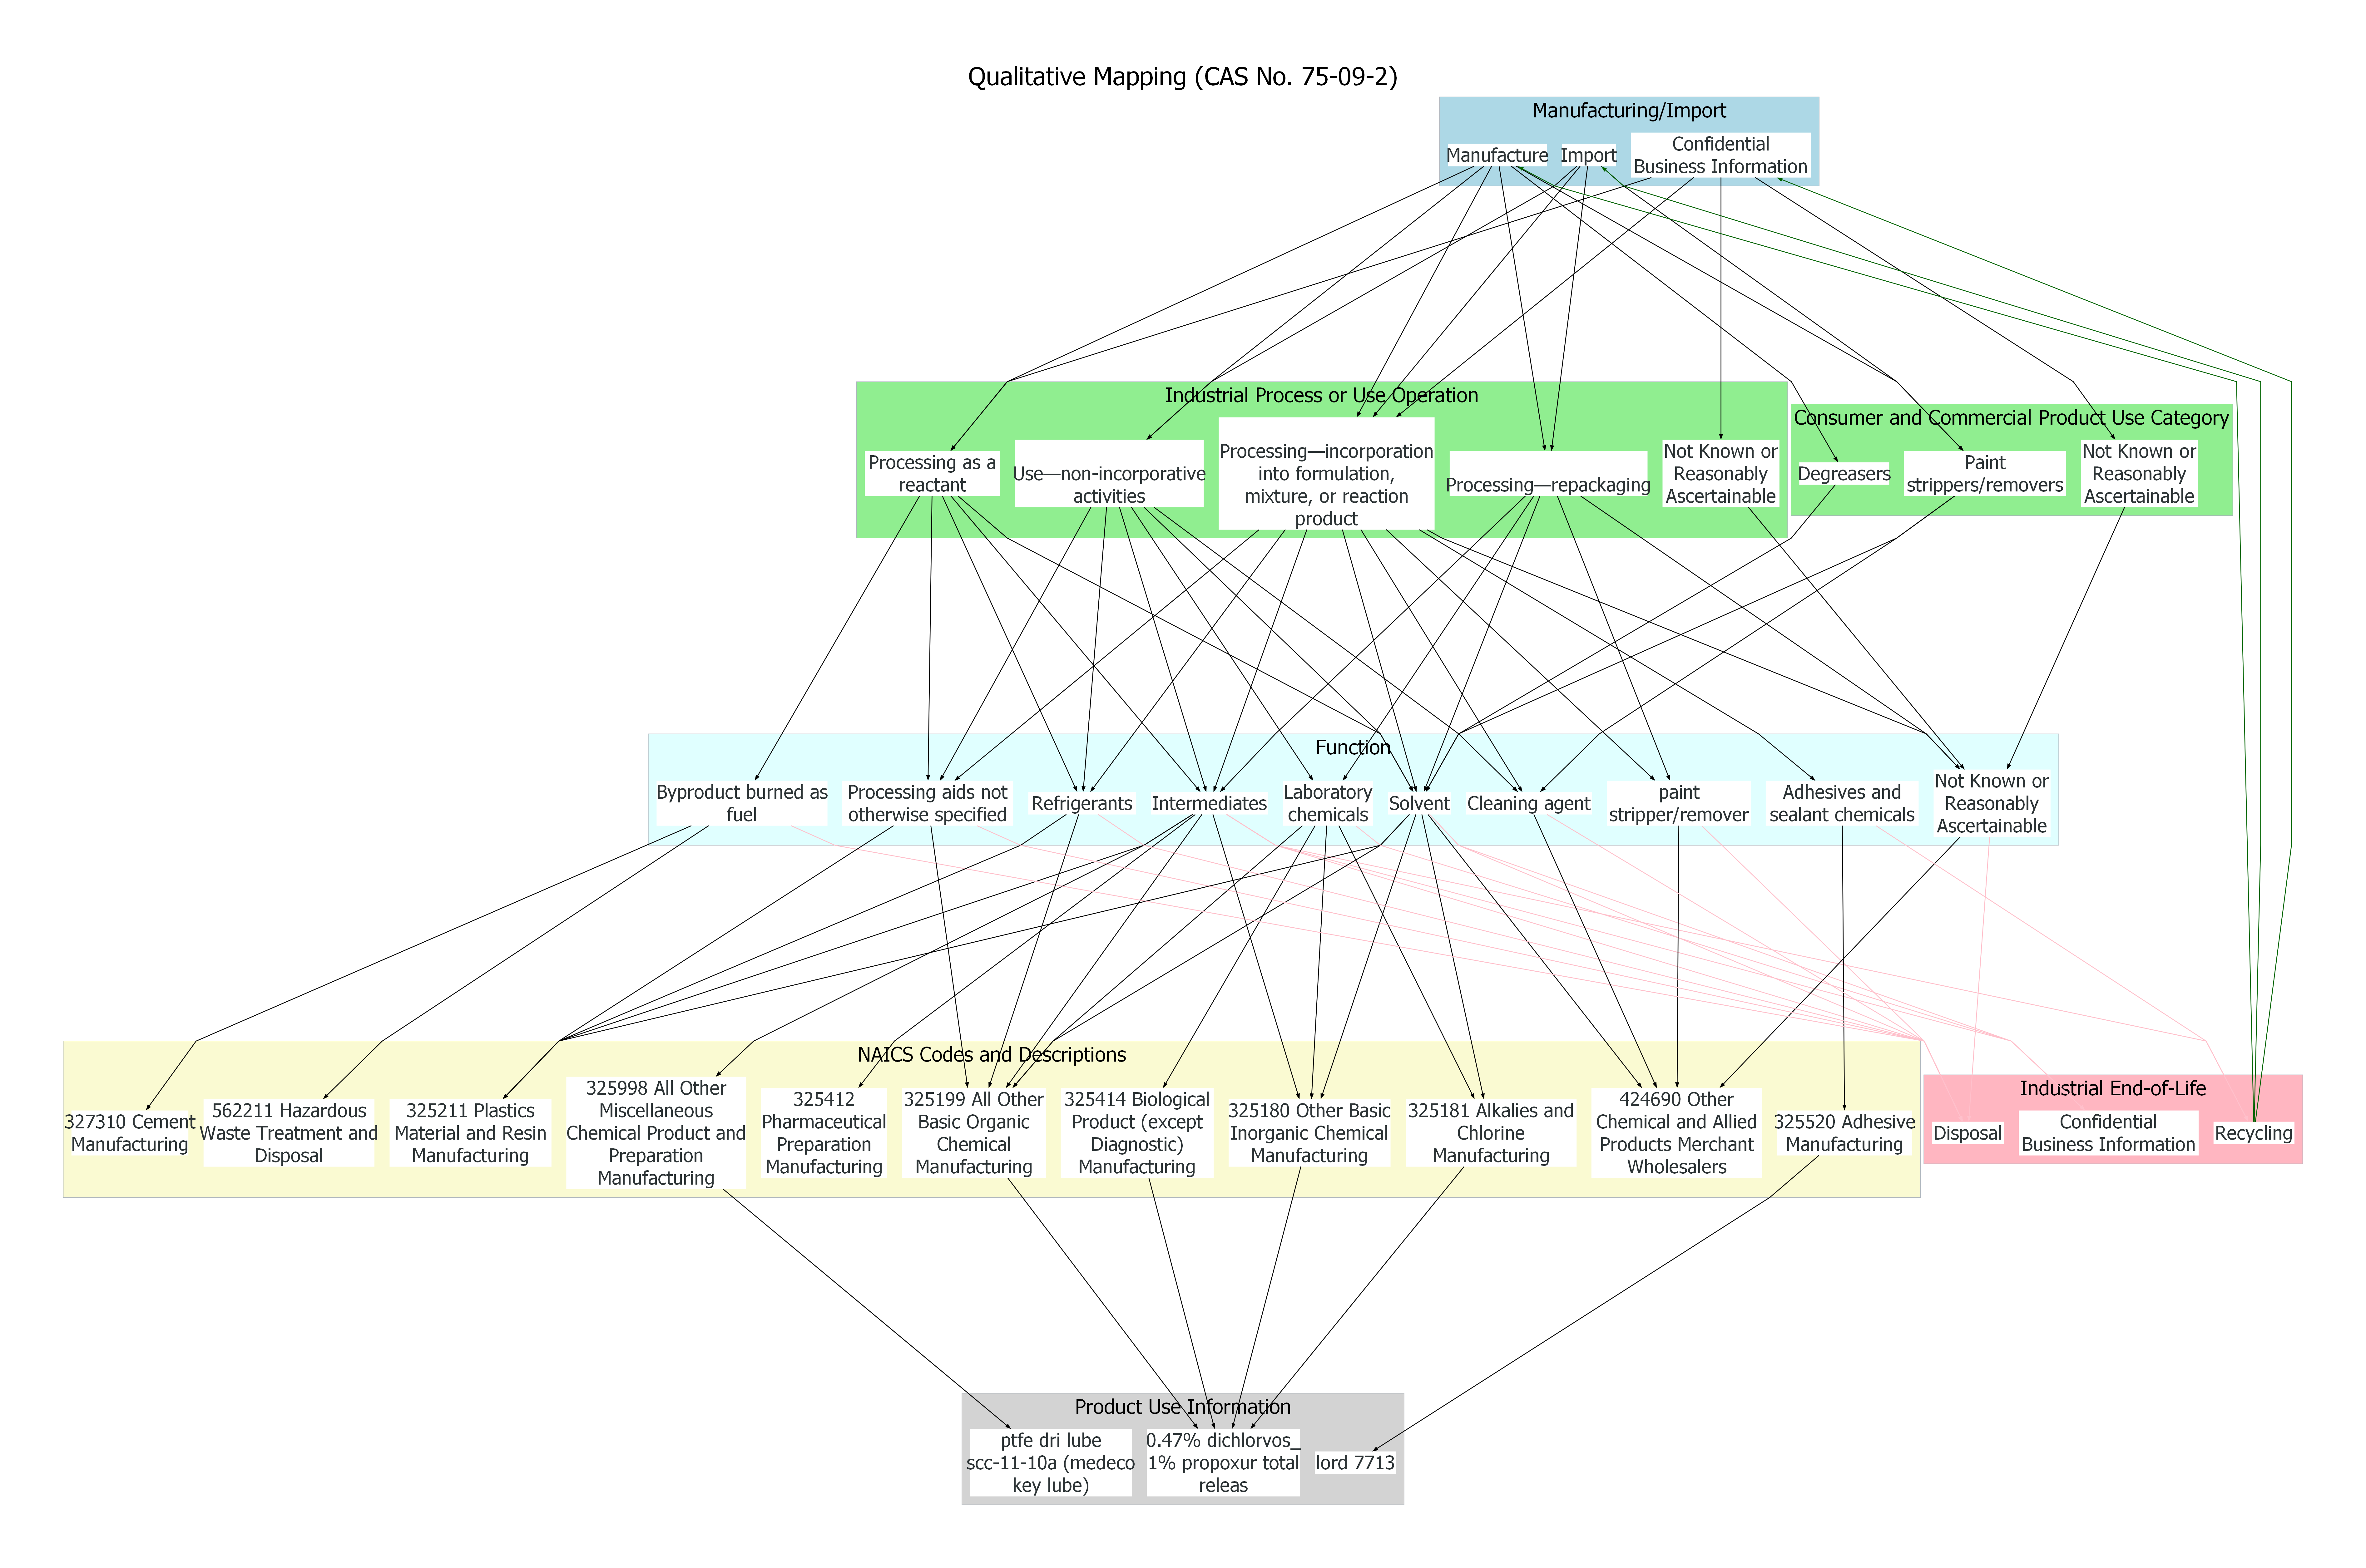 Qualitative Mapping (CAS No. 75-09-2)
Manufacturing/Import
Manufacture
Import
Confidential
Business Information
Industrial Process or Use Operation
Processing as a
reactant
Use—non-incorporative
activities
Processing—incorporation
into formulation,
mixture, or reaction
product
Processing—repackaging
Not Known or
Reasonably
Ascertainable
Consumer and Commercial Product Use Category
Degreasers
Paint
strippers/removers
Not Known or
Reasonably
Ascertainable
Function
Byproduct burned as
fuel
Processing aids not
otherwise specified
Refrigerants
Intermediates
Laboratory
chemicals
Solvent
Cleaning agent
paint
stripper/remover
Adhesives and
sealant chemicals
Not Known or
Reasonably
Ascertainable
NAICS Codes and Descriptions
327310 Cement
Manufacturing
562211 Hazardous
Waste Treatment and
Disposal
325211 Plastics
Material and Resin
Manufacturing
325998 All Other
Miscellaneous
Chemical Product and
Preparation
Manufacturing
325412
Pharmaceutical
Preparation
Manufacturing
325199 All Other
Basic Organic
Chemical
Manufacturing
325414 Biological
Product (except
Diagnostic)
Manufacturing
325180 Other Basic
Inorganic Chemical
Manufacturing
325181 Alkalies and
Chlorine
Manufacturing
424690 Other
Chemical and Allied
Products Merchant
Wholesalers
325520 Adhesive
Manufacturing
Industrial End-of-Life
Disposal
Confidential
Business Information
Recycling
Product Use Information
ptfe dri lube
scc-11-10a (medeco
key lube)
0.47% dichlorvos_
1% propoxur total
releas
lord 7713